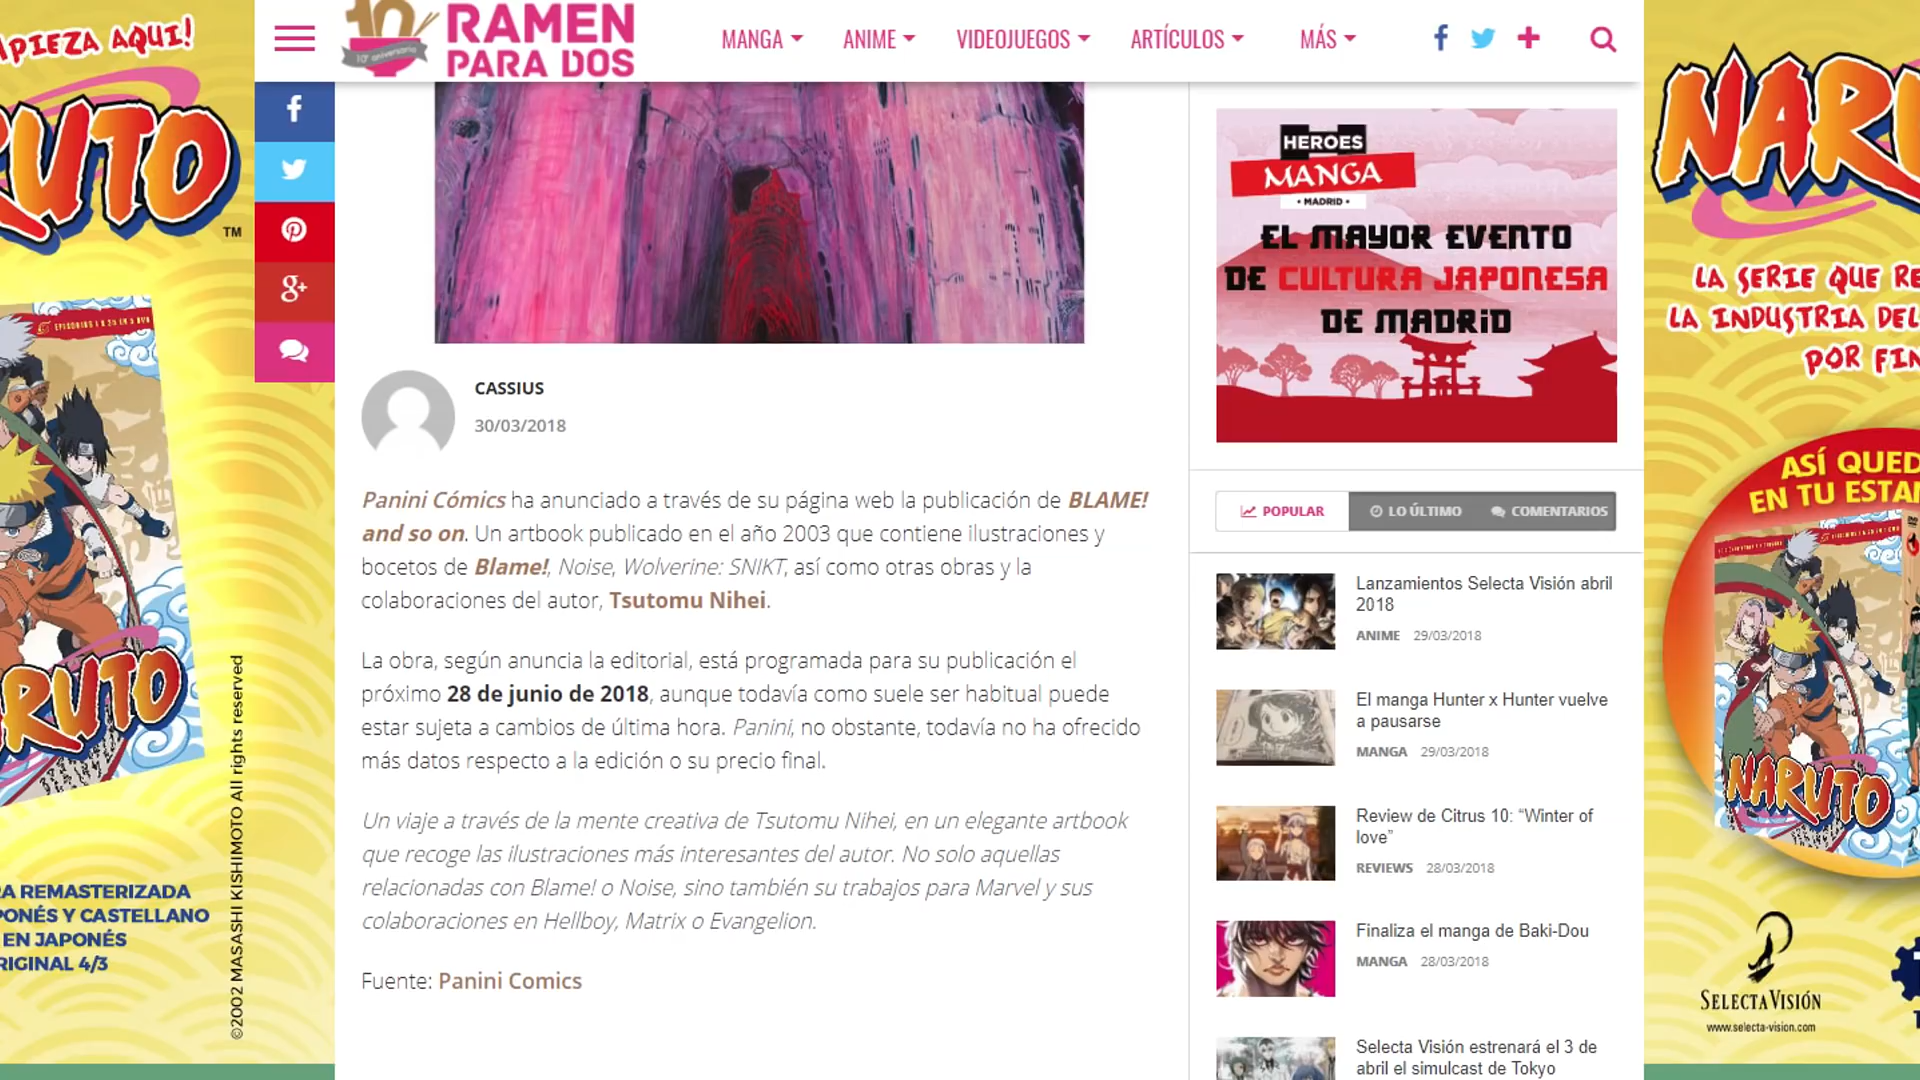 RAMEN
PARA DOS
10º aniversario
MANGA
ANIME
VIDEOJUEGOS
ARTÍCULOS
MÁS
CASSIUS
30/03/2018
Panini Cómics ha anunciado a través de su página web la publicación de BLAME!
and so on. Un artbook publicado en el año 2003 que contiene ilustraciones y
bocetos de Blame!, Noise, Wolverine: SNIKT, así como otras obras y la
colaboraciones del autor, Tsutomu Nihei.
La obra, según anuncia la editorial, está programada para su publicación el
próximo 28 de junio de 2018, aunque todavía como suele ser habitual puede
estar sujeta a cambios de última hora. Panini, no obstante, todavía no ha ofrecido
más datos respecto a la edición o su precio final.
Un viaje a través de la mente creativa de Tsutomu Nihei, en un elegante artbook
que recoge las ilustraciones más interesantes del autor. No solo aquellas
relacionadas con Blame! o Noise, sino también su trabajos para Marvel y sus
colaboraciones en Hellboy, Matrix o Evangelion.
Fuente: Panini Comics
HEROES
MANGA
• MADRID •
EL MAYOR EVENTO
DE CULTURA JAPONESA
DE MADRID
POPULAR
LO ÚLTIMO
COMENTARIOS
Lanzamientos Selecta Visión abril
2018
ANIME 29/03/2018
El manga Hunter x Hunter vuelve
a pausarse
MANGA 29/03/2018
Review de Citrus 10: “Winter of
love”
REVIEWS 28/03/2018
Finaliza el manga de Baki-Dou
MANGA 28/03/2018
Selecta Visión estrenará el 3 de
abril el simulcast de Tokyo
PIEZA AQUÍ!
RUTO
TM
RUTO
©2002 MASASHI KISHIMOTO All rights reserved
RA REMASTERIZADA
PONÉS Y CASTELLANO
EN JAPONÉS
RIGINAL 4/3
NAR
LA SERIE QUE RE
LA INDUSTRIA DEL
POR FIN
ASÍ QUED
EN TU ESTAN
NARUTO
SELECTA VISIÓN
www.selecta-vision.com